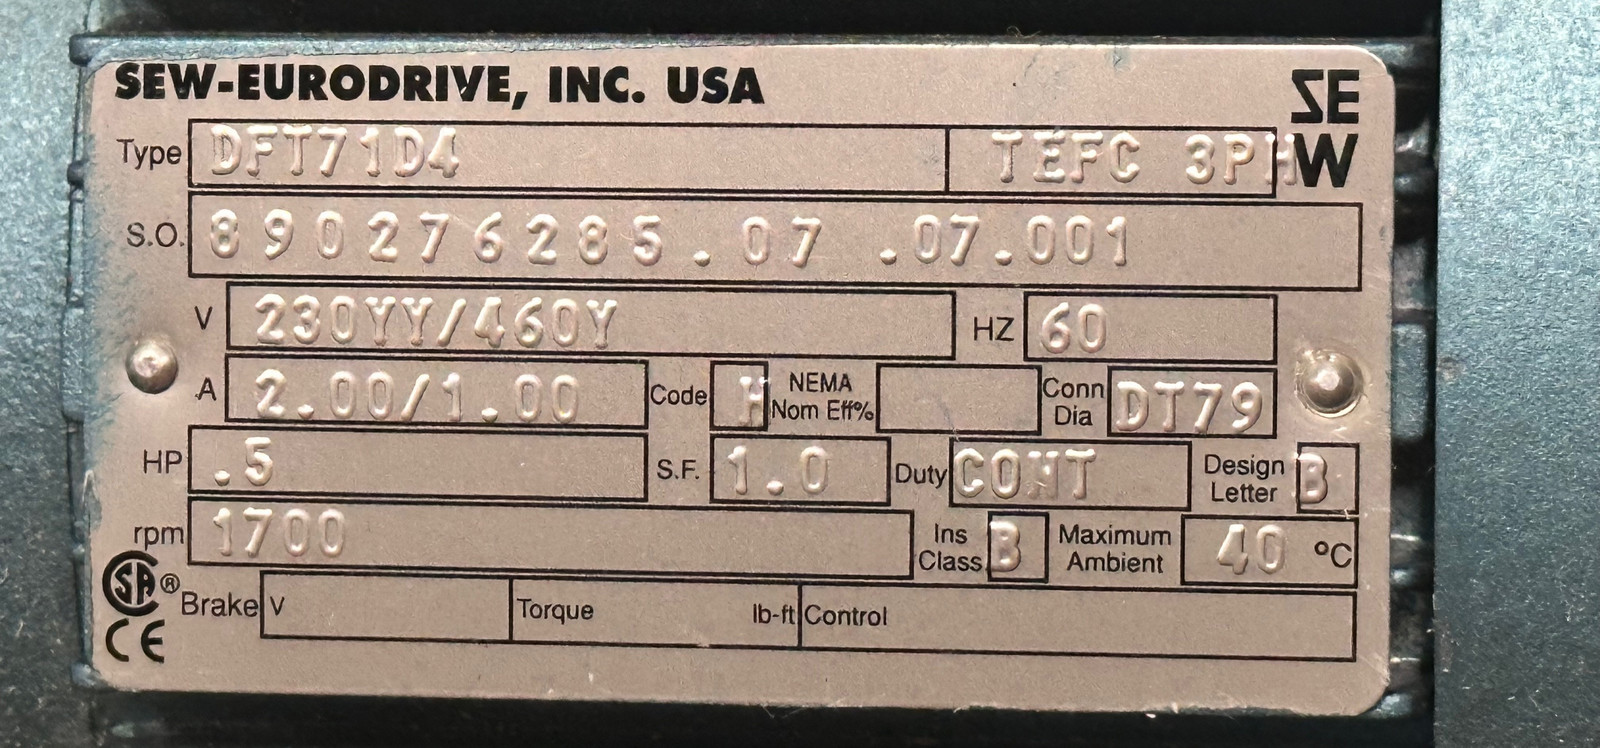 SEW-EURODRIVE, INC. USA SEW
Type DFT71D4 TEFC 3PH
S.O. 890276285.07 .07.001
V 230YY/460Y HZ 60
A 2.00/1.00 Code H NEMA Nom Eff% Conn Dia DT79
HP .5 S.F. 1.0 Duty CONT Design Letter B
rpm 1700 Ins Class B Maximum Ambient 40 °C
SA ® Brake V Torque lb-ft Control
CE